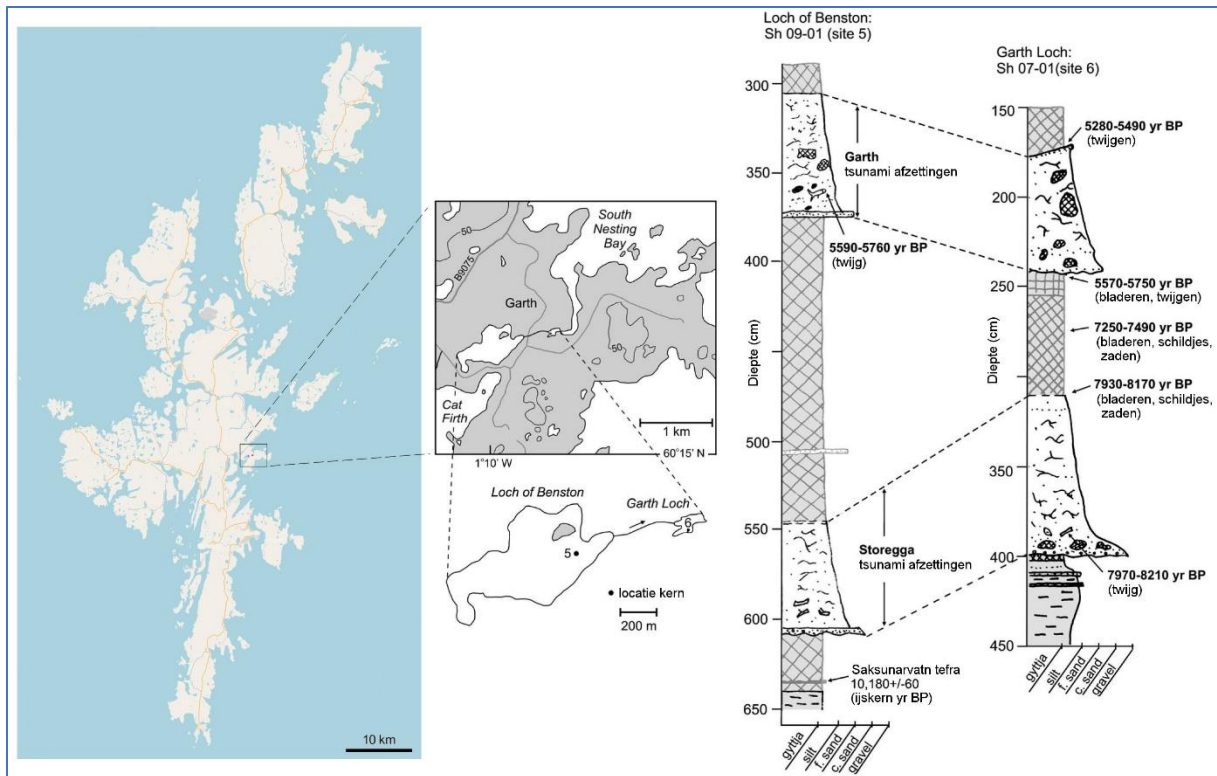 10 km
50
B9075
South
Nesting
Bay
Garth
50
Cat
Firth
1 km
1°10' W
60°15' N
Loch of Benston
Garth Loch
5
6
locatie kern
200 m
Loch of Benston:
Sh 09-01 (site 5)
Diepte (cm)
300
350
400
500
550
600
650
Garth
tsunami afzettingen
5590-5760 yr BP
(twijg)
Storegga
tsunami afzettingen
Saksunarvatn tefra
10,180+/-60
(ijskern yr BP)
gyttja
silt
f. sand
c. sand
gravel
Garth Loch:
Sh 07-01(site 6)
Diepte (cm)
150
200
250
350
400
450
5280-5490 yr BP
(twijgen)
5570-5750 yr BP
(bladeren, twijgen)
7250-7490 yr BP
(bladeren, schildjes,
zaden)
7930-8170 yr BP
(bladeren, schildjes,
zaden)
7970-8210 yr BP
(twijg)
gyttja
silt
f. sand
c. sand
gravel